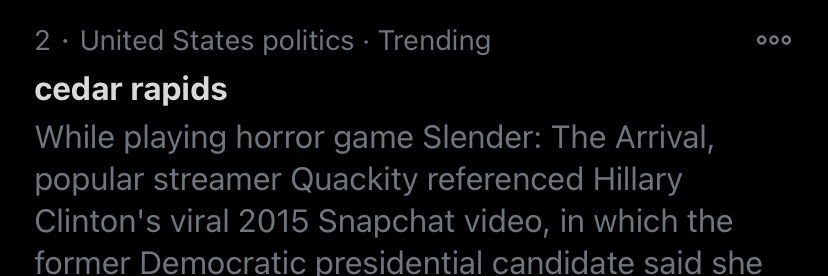 2 · United States politics · Trending
cedar rapids
While playing horror game Slender: The Arrival,
popular streamer Quackity referenced Hillary
Clinton's viral 2015 Snapchat video, in which the
former Democratic presidential candidate said she